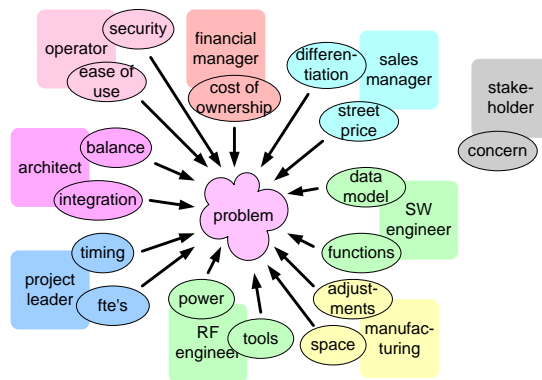 security
operator
ease of
use
financial
manager
cost of
ownership
differen-
tiation
sales
manager
street
price
stake-
holder
concern
balance
architect
integration
problem
data
model
SW
engineer
functions
timing
project
leader
fte's
power
RF
engineer
tools
adjust-
ments
space
manufac-
turing